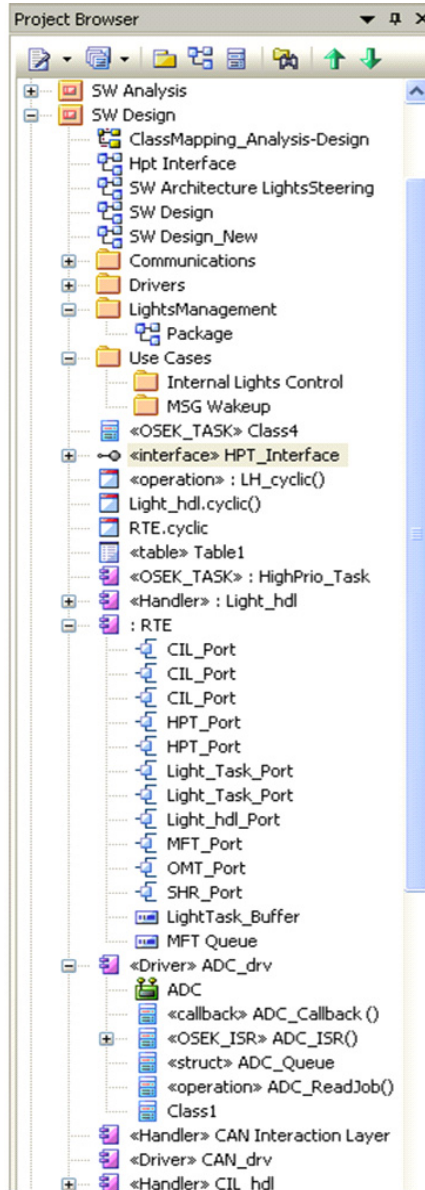 Project Browser
SW Analysis
SW Design
ClassMapping_Analysis-Design
Hpt Interface
SW Architecture LightsSteering
SW Design
SW Design_New
Communications
Drivers
LightsManagement
Package
Use Cases
Internal Lights Control
MSG Wakeup
«OSEK_TASK» Class4
«interface» HPT_Interface
«operation» : LH_cyclic()
Light_hdl.cyclic()
RTE.cyclic
«table» Table1
«OSEK_TASK» : HighPrio_Task
«Handler» : Light_hdl
: RTE
CIL_Port
CIL_Port
CIL_Port
HPT_Port
HPT_Port
Light_Task_Port
Light_Task_Port
Light_hdl_Port
MFT_Port
OMT_Port
SHR_Port
LightTask_Buffer
MFT Queue
«Driver» ADC_drv
ADC
«callback» ADC_Callback ()
«OSEK_ISR» ADC_ISR()
«struct» ADC_Queue
«operation» ADC_ReadJob()
Class1
«Handler» CAN Interaction Layer
«Driver» CAN_drv
«Handler» CIL_hdl